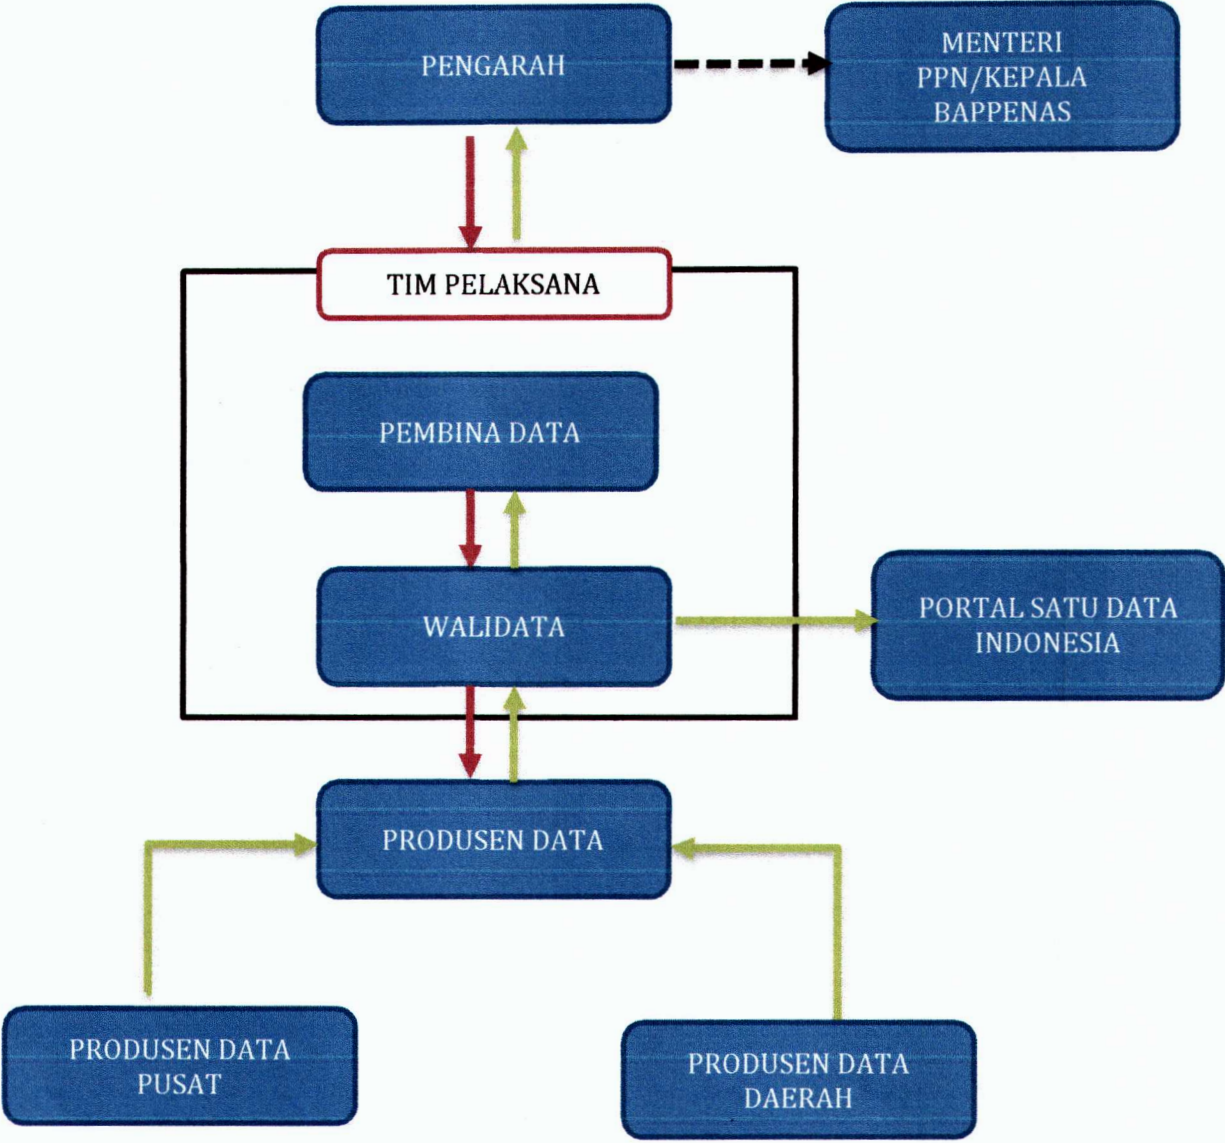 PENGARAH
MENTERI
PPN/KEPALA
BAPPENAS
TIM PELAKSANA
PEMBINA DATA
WALIDATA
PORTAL SATU DATA
INDONESIA
PRODUSEN DATA
PRODUSEN DATA
PUSAT
PRODUSEN DATA
DAERAH